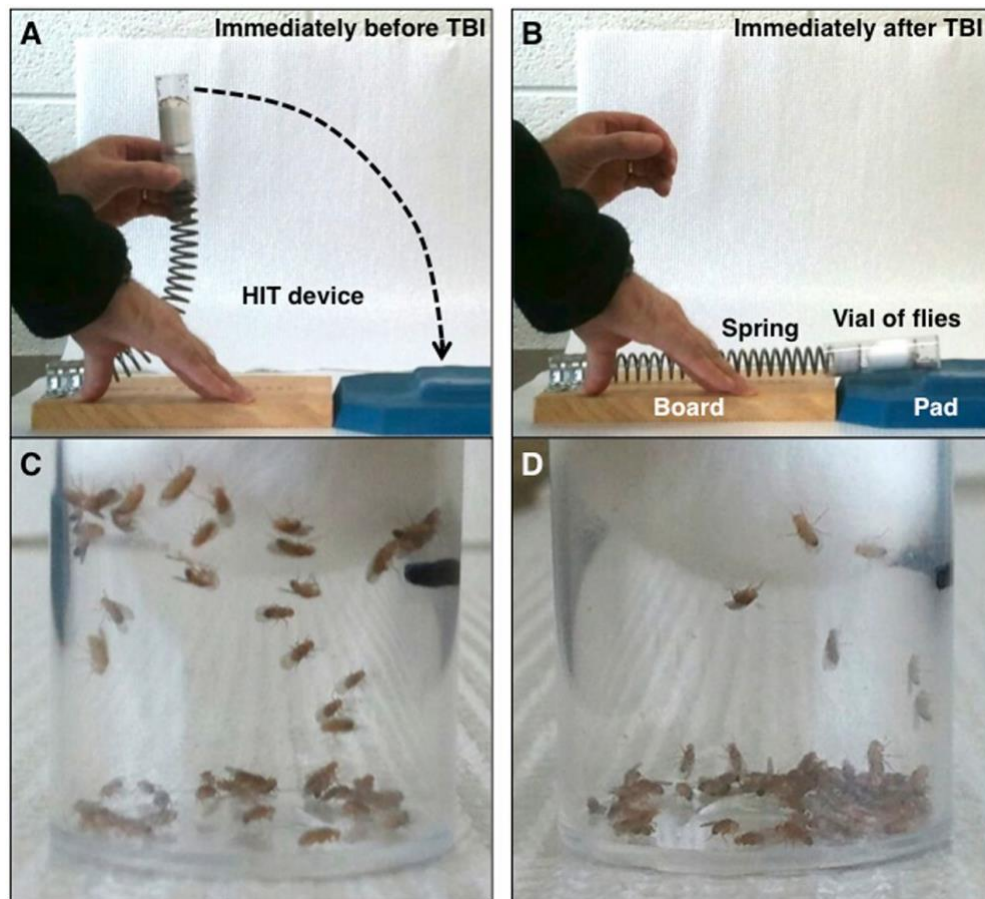 A
Immediately before TBI
HIT device
B
Immediately after TBI
Spring
Vial of flies
Board
Pad
C
D